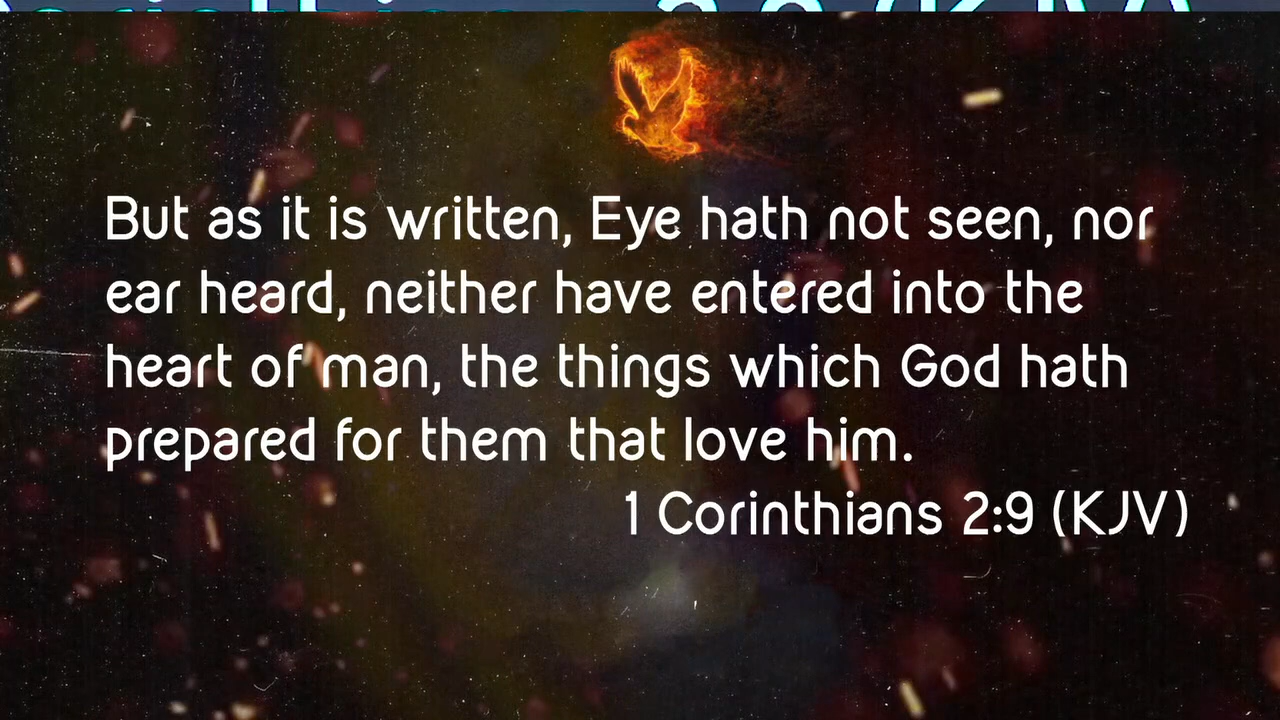 But as it is written, Eye hath not seen, nor
ear heard, neither have entered into the
heart of man, the things which God hath
prepared for them that love him.
1 Corinthians 2:9 (KJV)